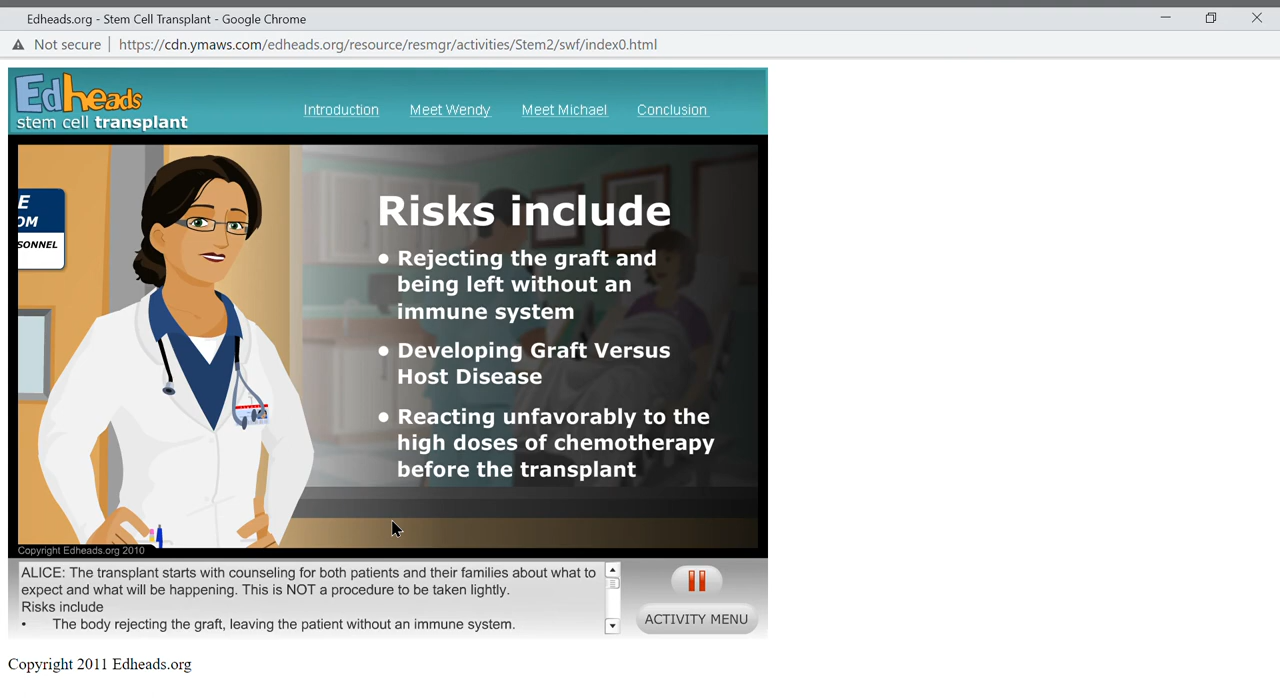 Edheads.org - Stem Cell Transplant - Google Chrome
Not secure | https://cdn.ymaws.com/edheads.org/resource/resmgr/activities/Stem2/swf/index0.html
Edheads
stem cell transplant
Introduction Meet Wendy Meet Michael Conclusion
E
OM
SONNEL
Risks include
• Rejecting the graft and
being left without an
immune system
• Developing Graft Versus
Host Disease
• Reacting unfavorably to the
high doses of chemotherapy
before the transplant
Copyright Edheads.org 2010
ALICE: The transplant starts with counseling for both patients and their families about what to
expect and what will be happening. This is NOT a procedure to be taken lightly.
Risks include
• The body rejecting the graft, leaving the patient without an immune system.
ACTIVITY MENU
Copyright 2011 Edheads.org